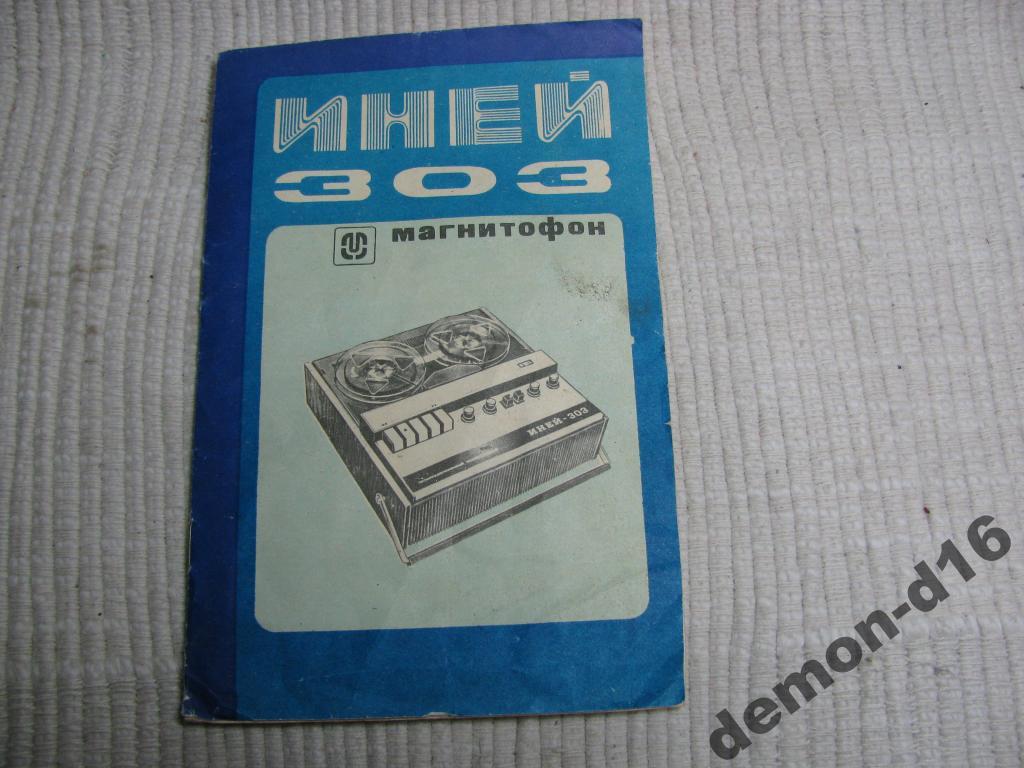 ИНЕЙ
303
магнитофон
ИНЕЙ-303
demon-d16